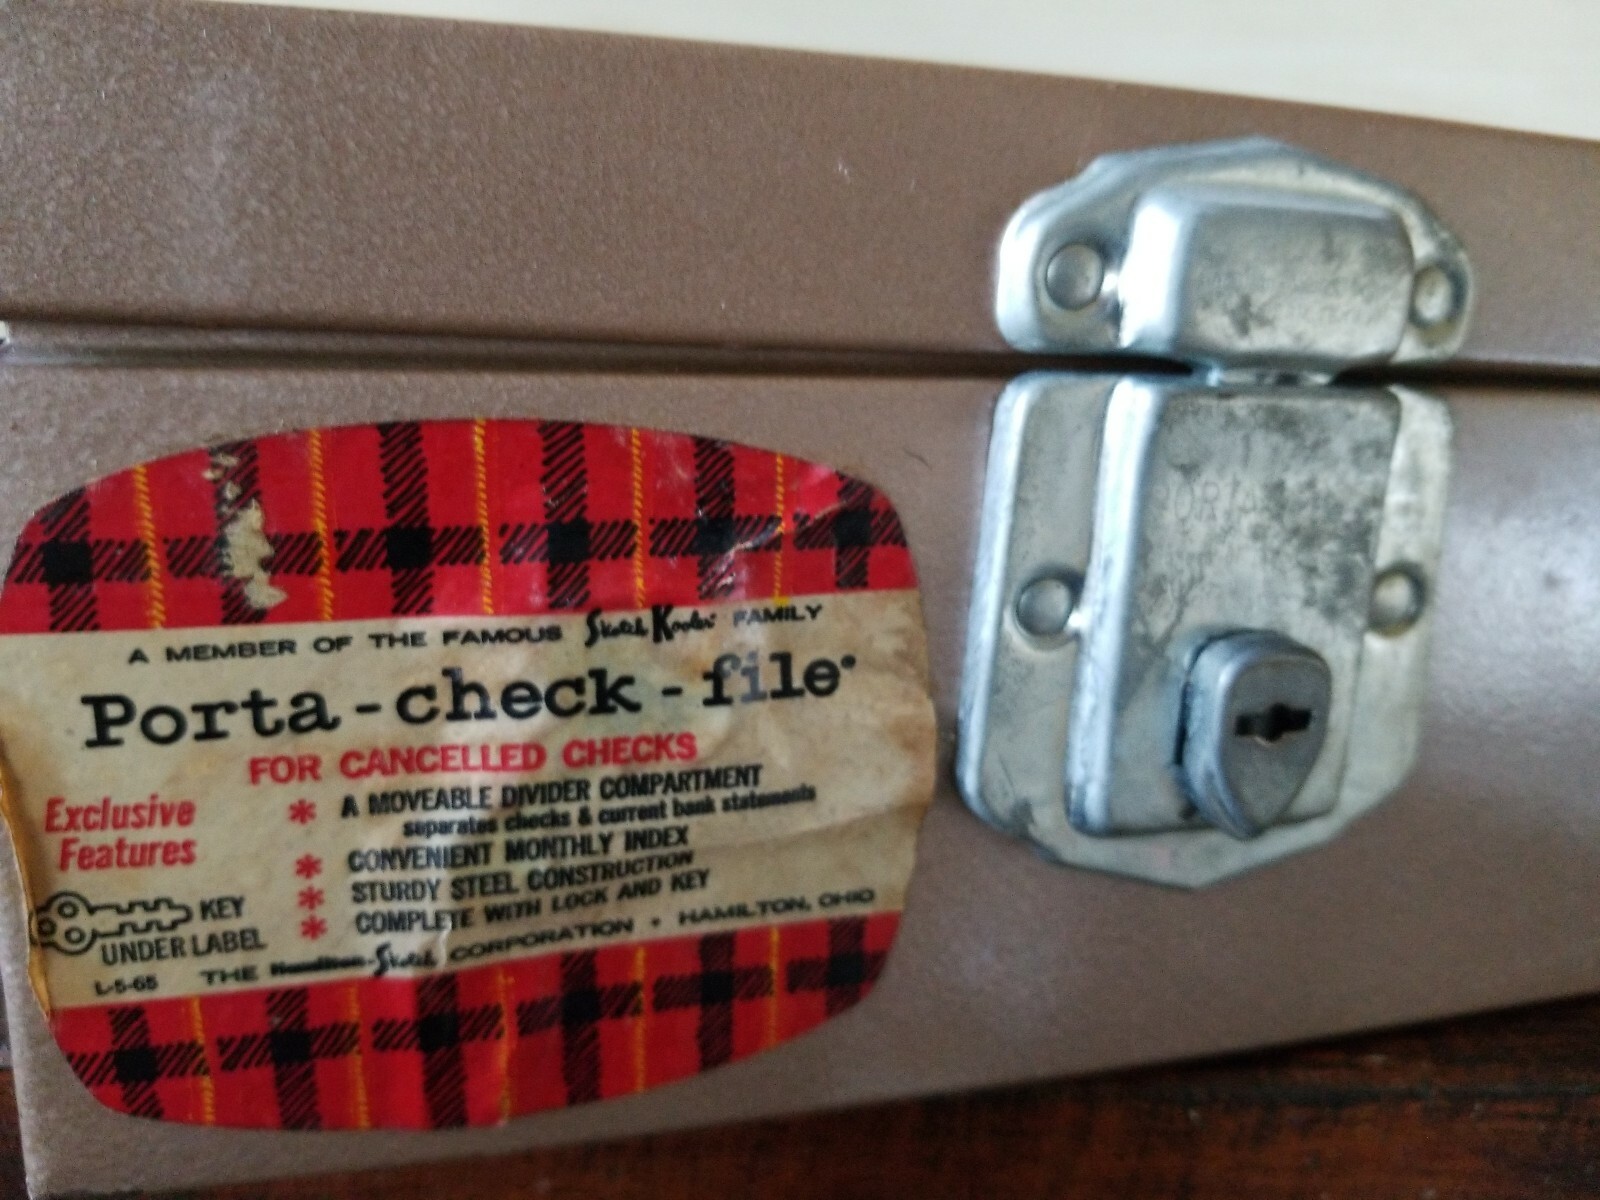 A MEMBER OF THE FAMOUS Skotch Kooler FAMILY
Porta-check-file®
FOR CANCELLED CHECKS
Exclusive
Features
* A MOVEABLE DIVIDER COMPARTMENT
separates checks & current bank statements
* CONVENIENT MONTHLY INDEX
* STURDY STEEL CONSTRUCTION
* COMPLETE WITH LOCK AND KEY
KEY
UNDER LABEL
L-5-65 THE Hamilton-Skotch CORPORATION • HAMILTON, OHIO
PORTA